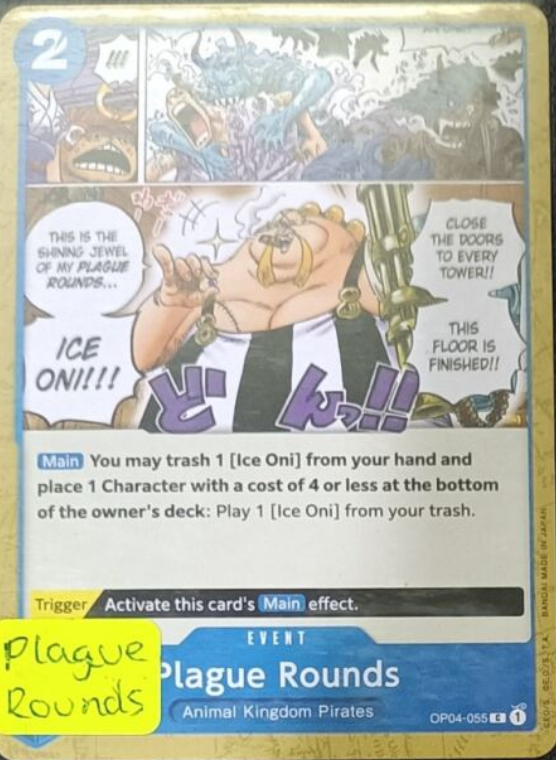 2
!!!
THIS IS THE
SHINING JEWEL
OF MY PLAGUE
ROUNDS...
CLOSE
THE DOORS
TO EVERY
TOWER!!
ICE
ONI!!!
THIS
FLOOR IS
FINISHED!!
どんっ!!
Main You may trash 1 [Ice Oni] from your hand and
place 1 Character with a cost of 4 or less at the bottom
of the owner's deck: Play 1 [Ice Oni] from your trash.
Trigger Activate this card's Main effect.
EVENT
Plague Rounds
Animal Kingdom Pirates
OP04-055 C 1
Plague
Rounds
BANDAI MADE IN JAPAN